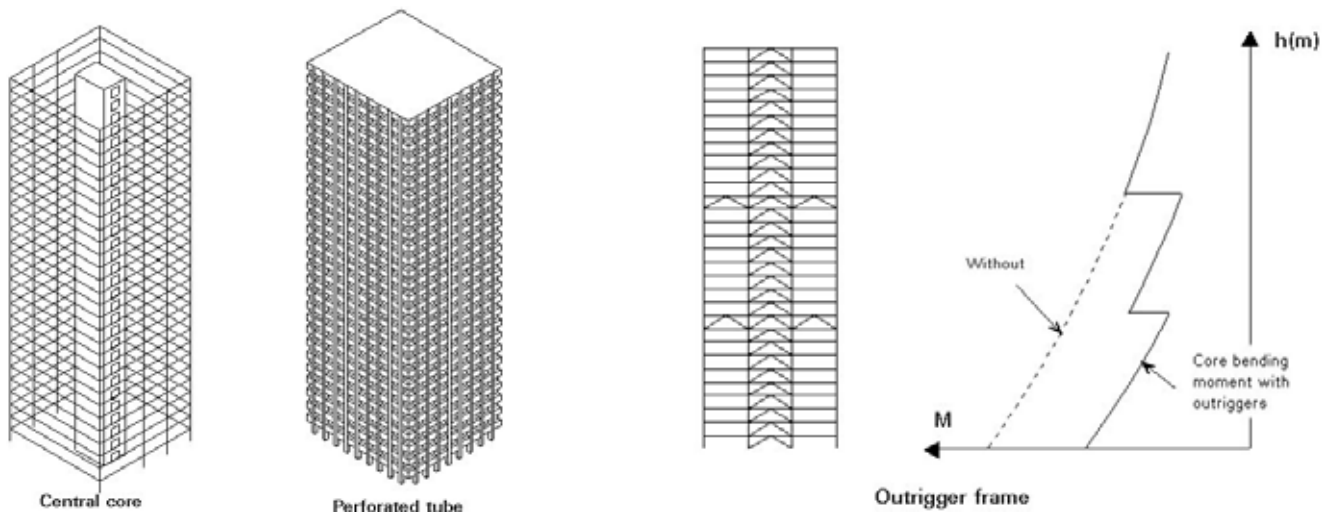 Central core
Perforated tube
h(m)
Without
Core bending
moment with
outriggers
M
Outrigger frame